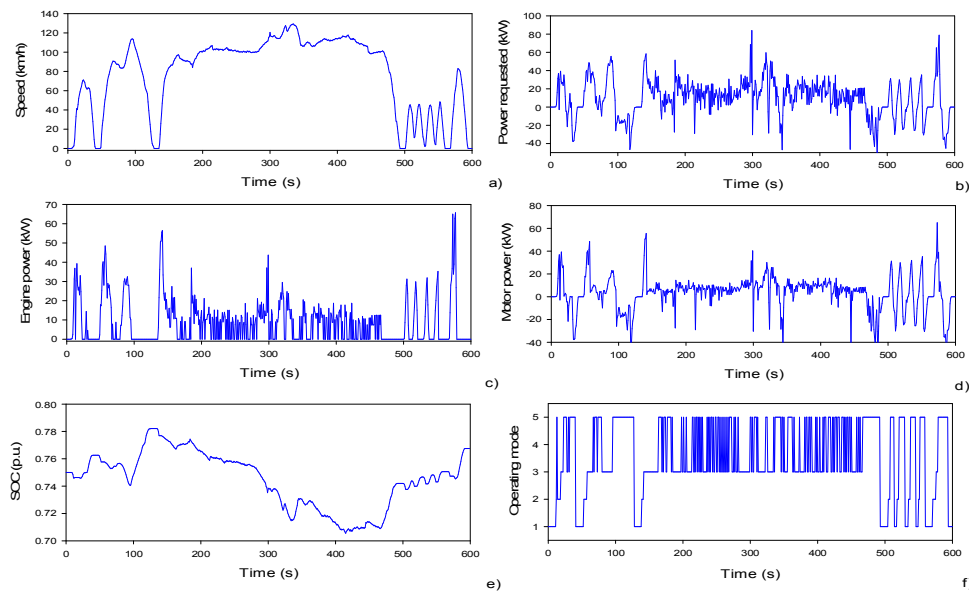 140
120
100
80
60
40
20
0
Speed (km/h)
0 100 200 300 400 500 600
Time (s)
a)
100
80
60
40
20
0
-20
-40
Power requested (kW)
0 100 200 300 400 500 600
Time (s)
b)
70
60
50
40
30
20
10
0
Engine power (kW)
0 100 200 300 400 500 600
Time (s)
c)
80
60
40
20
0
-20
-40
Motor power (kW)
0 100 200 300 400 500 600
Time (s)
d)
0.80
0.78
0.76
0.74
0.72
0.70
SOC (p.u)
0 100 200 300 400 500 600
Time (s)
e)
5
4
3
2
1
Operating mode
0 100 200 300 400 500 600
Time (s)
f)